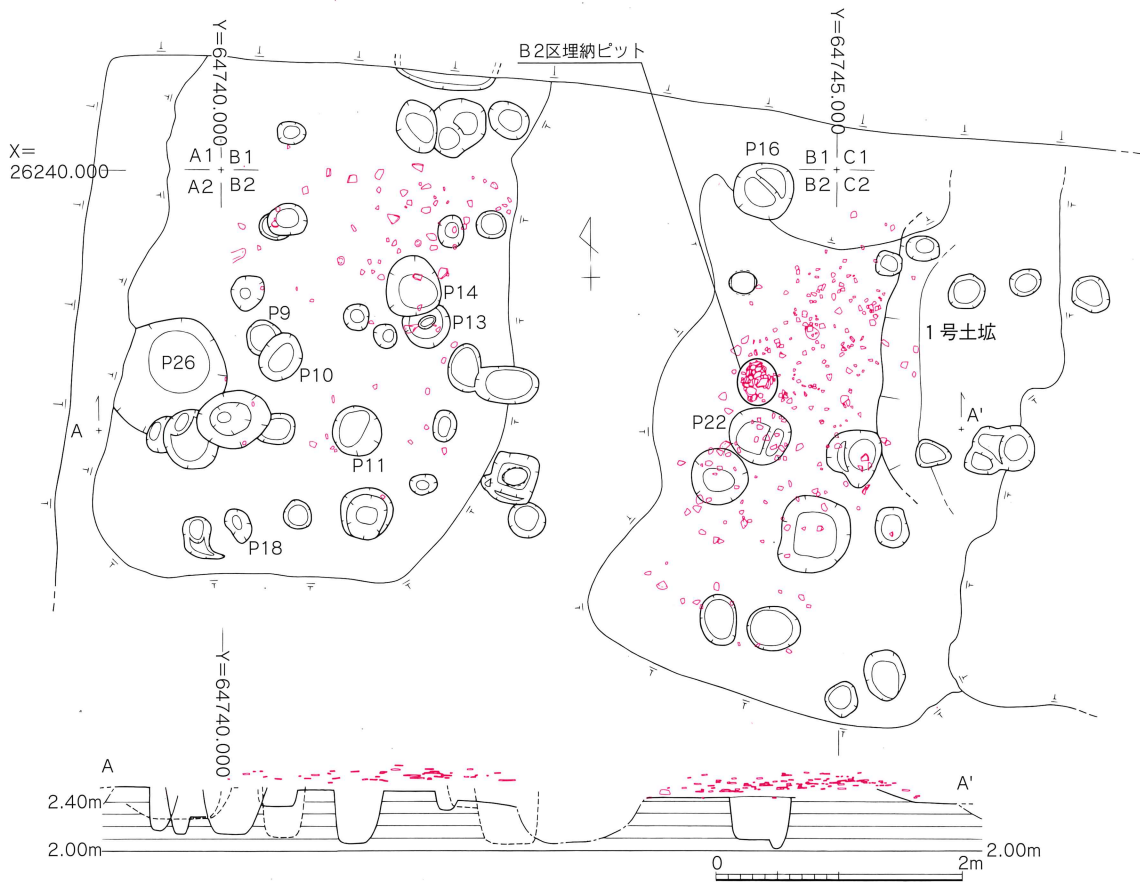 Y=64740.000
B2区埋納ピット
Y=64745.000
X=
26240.000
A1 B1
A2 B2
P16
B1 C1
B2 C2
P14
P13
P9
P10
P26
1号土拡
A
P11
P22
A'
P18
Y=64740.000
A
A'
2.40m
2.00m
2.00m
0
2m